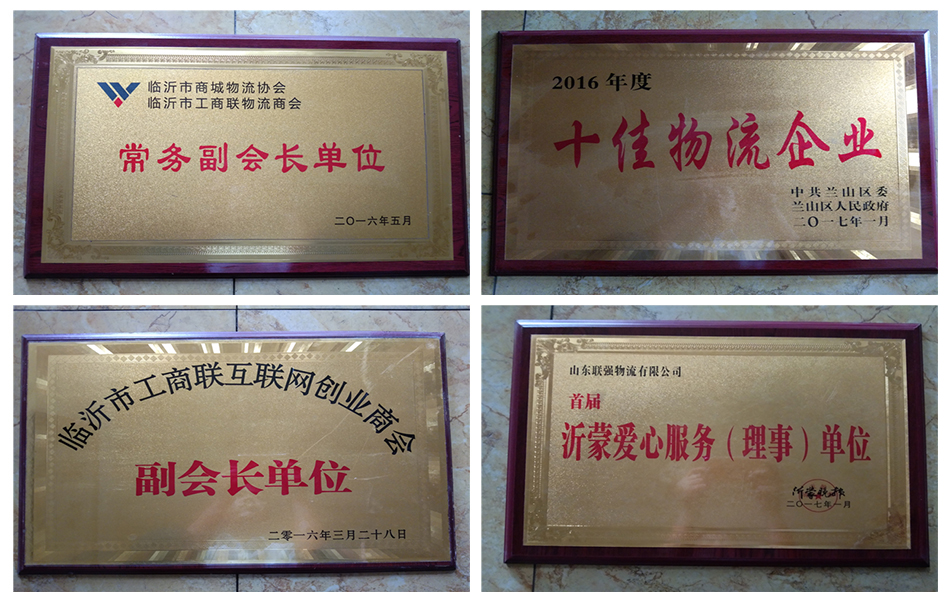 临沂市商城物流协会
临沂市工商联物流商会
常务副会长单位
二〇一六年五月
2016年度
十佳物流企业
中共兰山区委
兰山区人民政府
二〇一七年一月
临沂市工商联互联网创业商会
副会长单位
二零一六年三月二十八日
山东联强物流有限公司
首届
沂蒙爱心服务（理事）单位
沂蒙晚报
二〇一七年一月